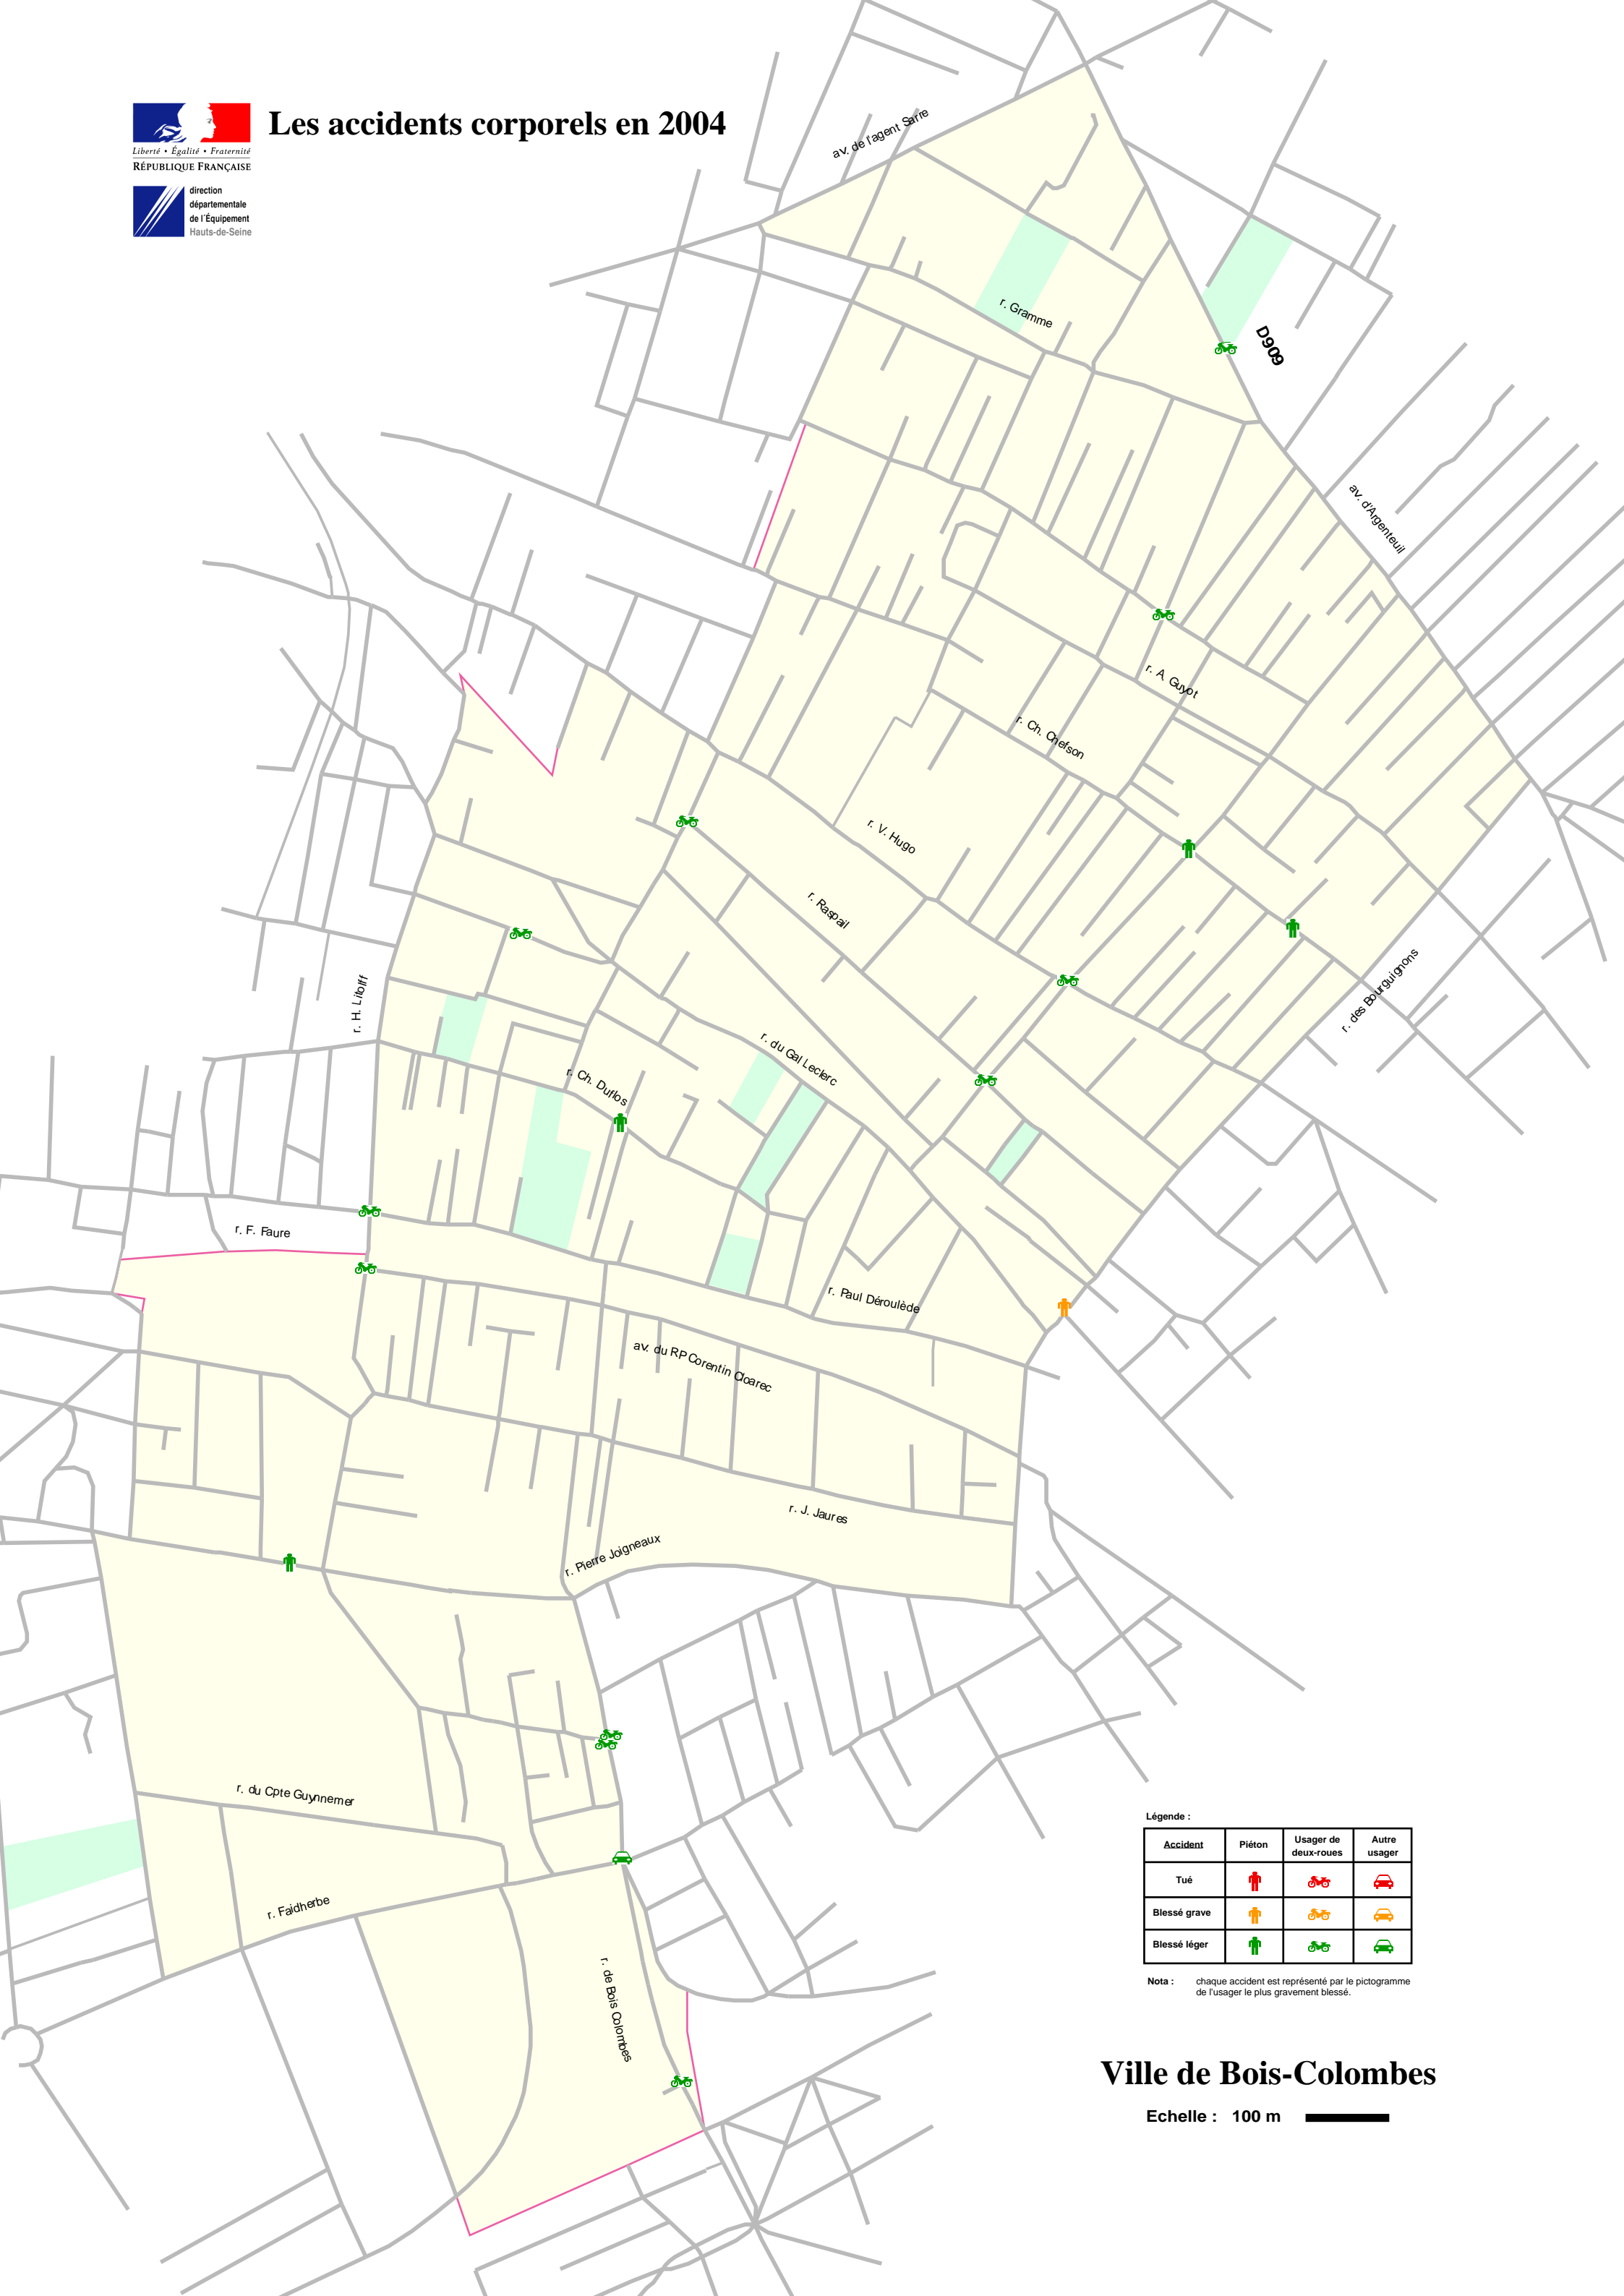 Les accidents corporels en 2004
Liberté • Égalité • Fraternité
RÉPUBLIQUE FRANÇAISE
direction
départementale
de l'Équipement
Hauts-de-Seine
av. de l'agent Sarre
r. Gramme
D909
av. d'Argenteuil
r. A. Guyot
r. Ch. Chefson
r. V. Hugo
r. Raspail
r. des Bourguignons
r. H. Litolff
r. du Gal Leclerc
r. Ch. Duflos
r. F. Faure
r. Paul Déroulède
av. du RP Corentin Cloarec
r. J. Jaures
r. Pierre Joigneaux
r. du Cpte Guynnemer
r. Faidherbe
r. de Bois Colombes
Légende :
Accident Piéton Usager de deux-roues Autre usager
Tué
Blessé grave
Blessé léger
Nota : chaque accident est représenté par le pictogramme
de l'usager le plus gravement blessé.
Ville de Bois-Colombes
Echelle : 100 m